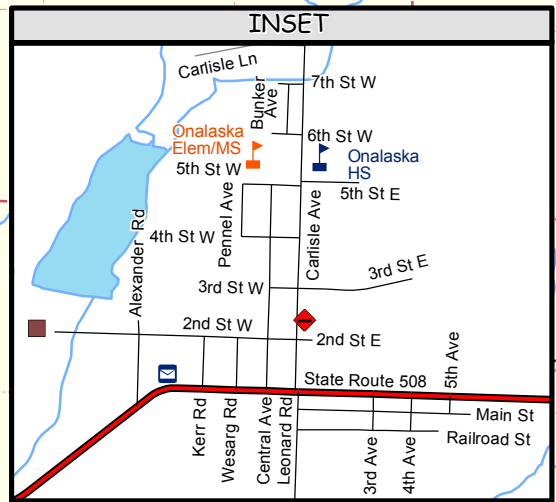 INSET
Carlisle Ln
7th St W
Bunker
Ave
6th St W
Onalaska
Elem/MS
Onalaska
HS
5th St W
5th St E
Pennel Ave
Carlisle Ave
Alexander Rd
4th St W
3rd St E
3rd St W
2nd St W
2nd St E
5th Ave
State Route 508
Kerr Rd
Wesarg Rd
Central Ave
Leonard Rd
Main St
3rd Ave
4th Ave
Railroad St